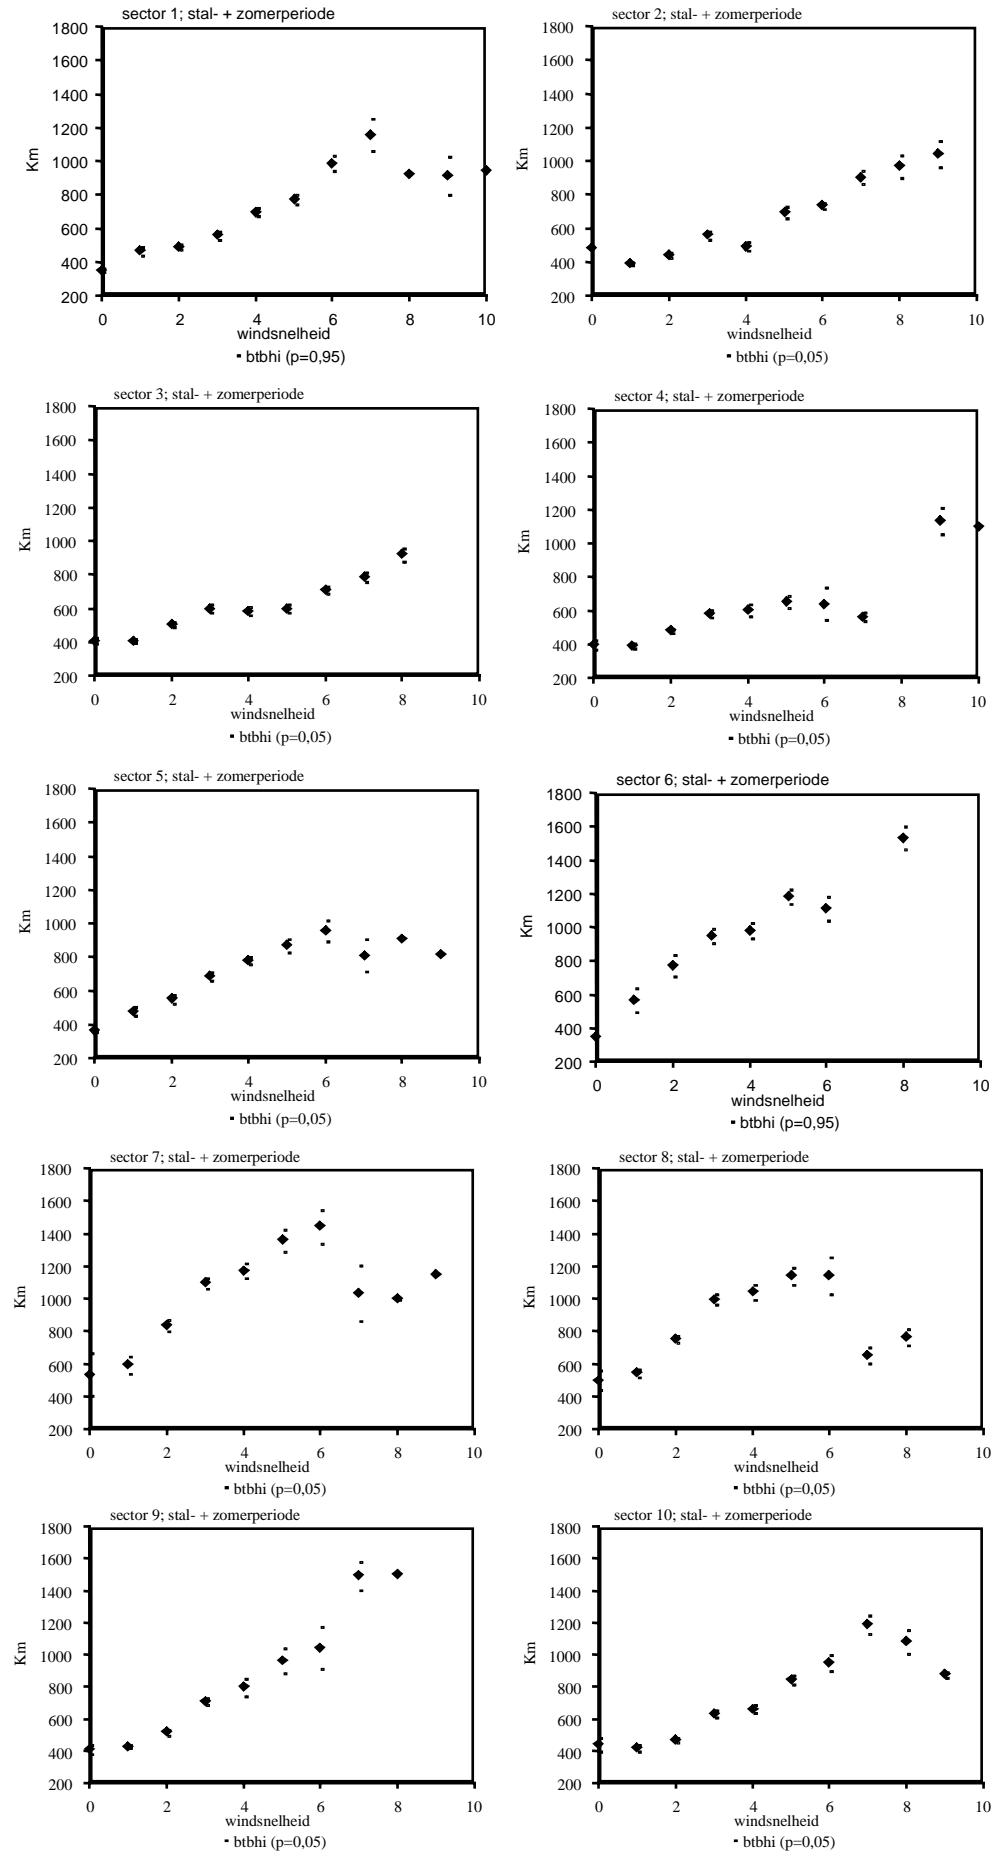 sector 1; stal- + zomerperiode
1800
1600
1400
1200
1000
800
600
400
200
Km
0 2 4 6 8 10
windsnelheid
btbhi (p=0,95)
sector 2; stal- + zomerperiode
1800
1600
1400
1200
1000
800
600
400
200
Km
0 2 4 6 8 10
windsnelheid
btbhi (p=0,05)
sector 3; stal- + zomerperiode
1800
1600
1400
1200
1000
800
600
400
200
Km
0 2 4 6 8 10
windsnelheid
btbhi (p=0,05)
sector 4; stal- + zomerperiode
1800
1600
1400
1200
1000
800
600
400
200
Km
0 2 4 6 8 10
windsnelheid
btbhi (p=0,05)
sector 5; stal- + zomerperiode
1800
1600
1400
1200
1000
800
600
400
200
Km
0 2 4 6 8 10
windsnelheid
btbhi (p=0,05)
sector 6; stal- + zomerperiode
1800
1600
1400
1200
1000
800
600
400
200
Km
0 2 4 6 8 10
windsnelheid
btbhi (p=0,95)
sector 7; stal- + zomerperiode
1800
1600
1400
1200
1000
800
600
400
200
Km
0 2 4 6 8 10
windsnelheid
btbhi (p=0,05)
sector 8; stal- + zomerperiode
1800
1600
1400
1200
1000
800
600
400
200
Km
0 2 4 6 8 10
windsnelheid
btbhi (p=0,05)
sector 9; stal- + zomerperiode
1800
1600
1400
1200
1000
800
600
400
200
Km
0 2 4 6 8 10
windsnelheid
btbhi (p=0,05)
sector 10; stal- + zomerperiode
1800
1600
1400
1200
1000
800
600
400
200
Km
0 2 4 6 8 10
windsnelheid
btbhi (p=0,05)